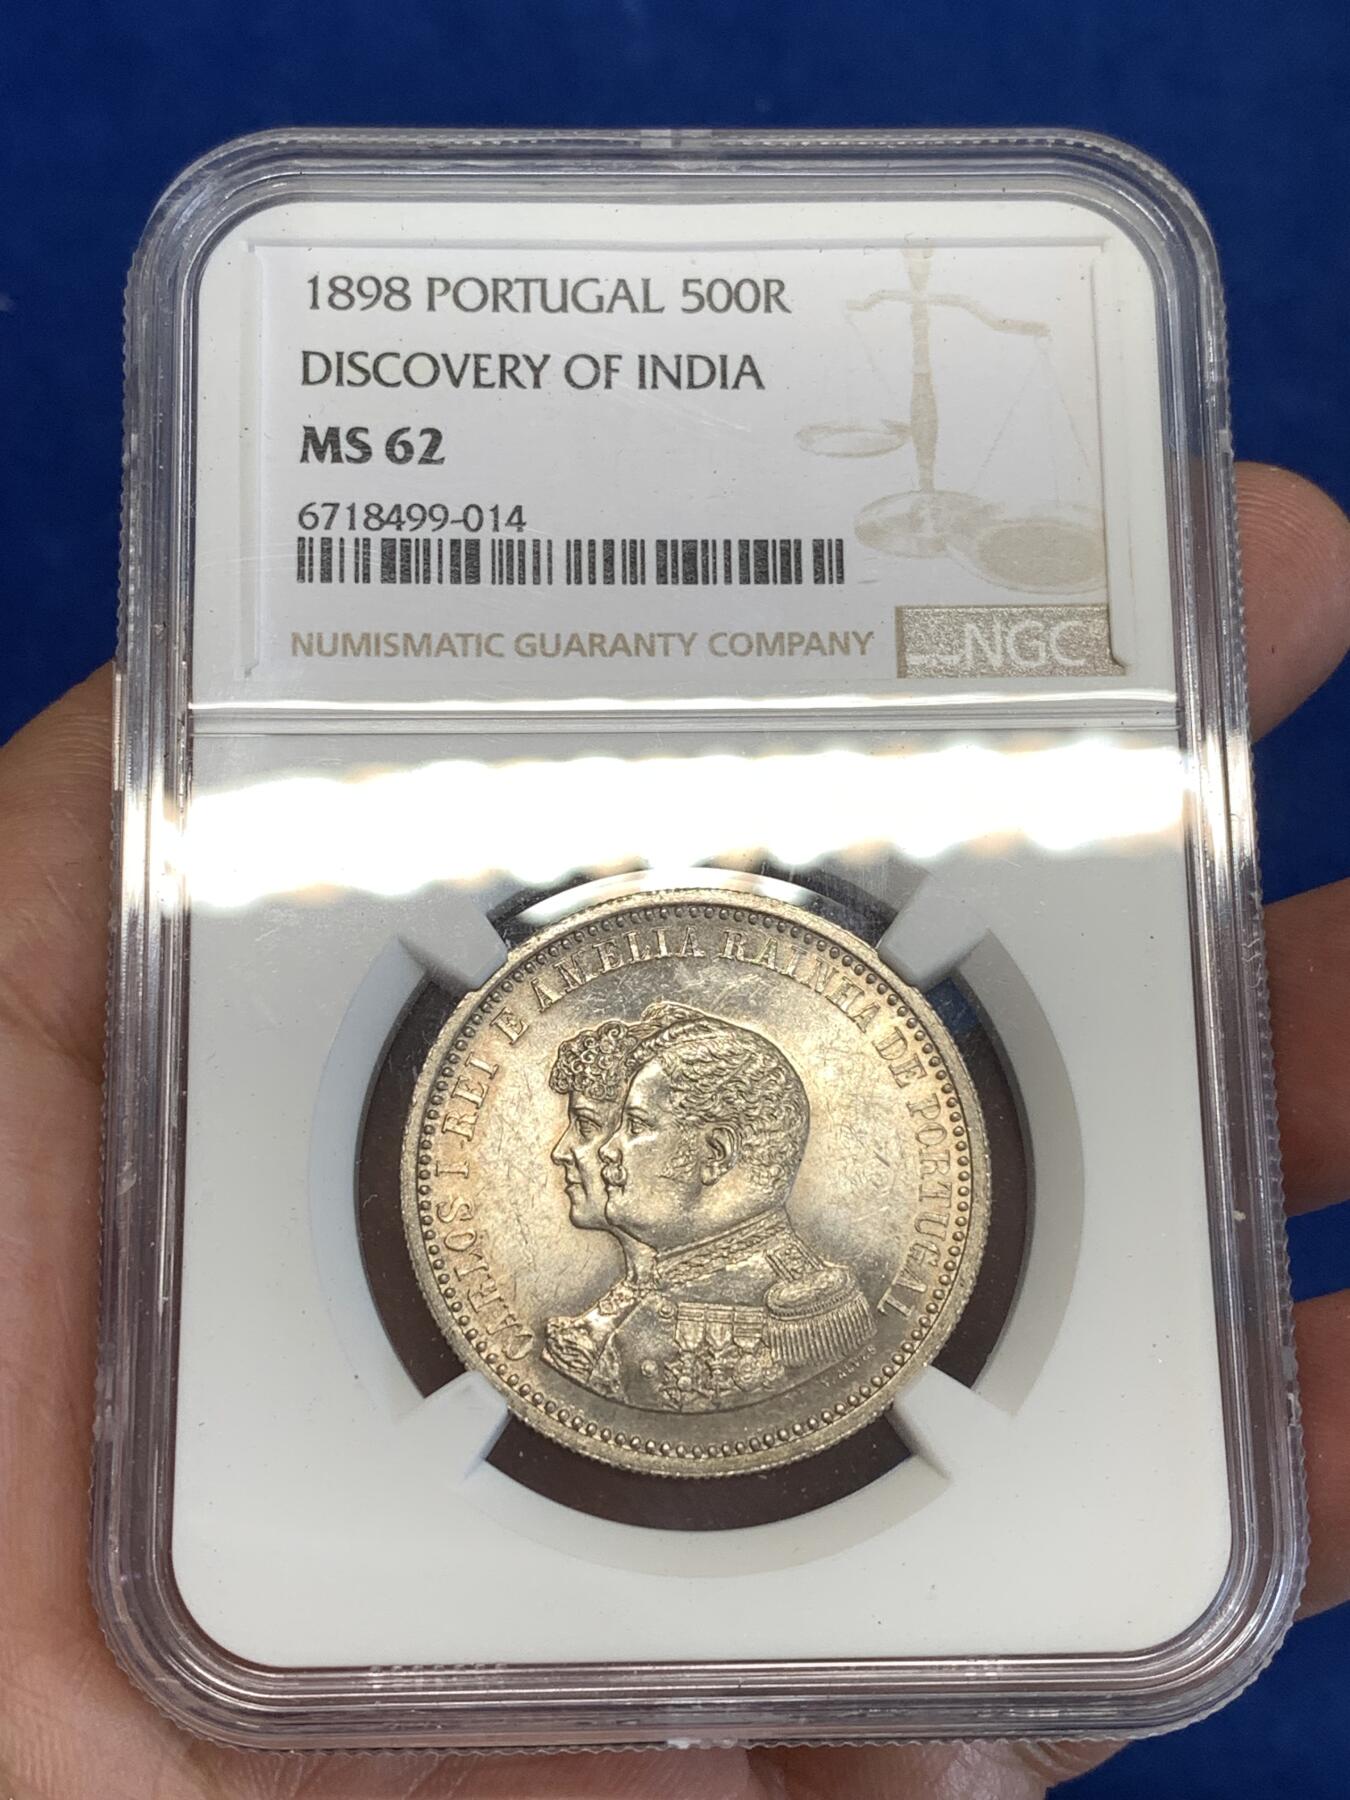 1898 PORTUGAL 500R
DISCOVERY OF INDIA
MS 62
6718499-014
NUMISMATIC GUARANTY COMPANY
NGC
CARLOS I REI E AMELIA RAINHA DE PORTUGAL